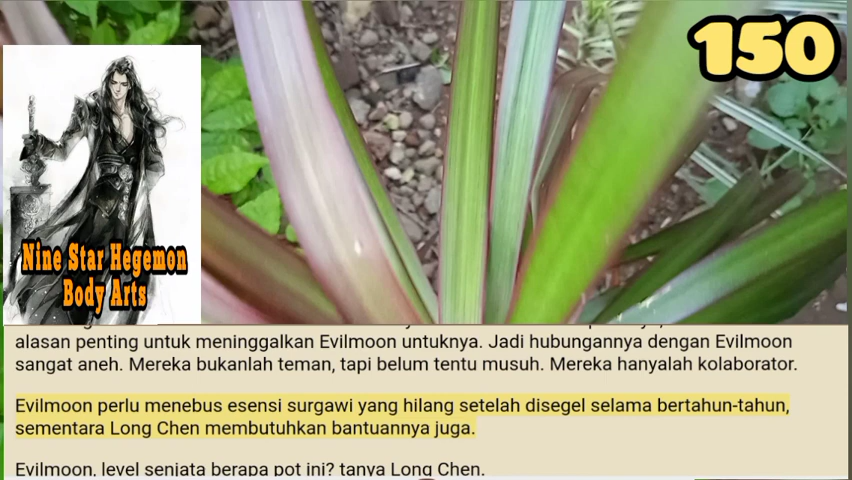 150
Nine Star Hegemon
Body Arts
alasan penting untuk meninggalkan Evilmoon untuknya. Jadi hubungannya dengan Evilmoon
sangat aneh. Mereka bukanlah teman, tapi belum tentu musuh. Mereka hanyalah kolaborator.
Evilmoon perlu menebus esensi surgawi yang hilang setelah disegel selama bertahun-tahun,
sementara Long Chen membutuhkan bantuannya juga.
Evilmoon, level senjata berapa pot ini? tanya Long Chen.